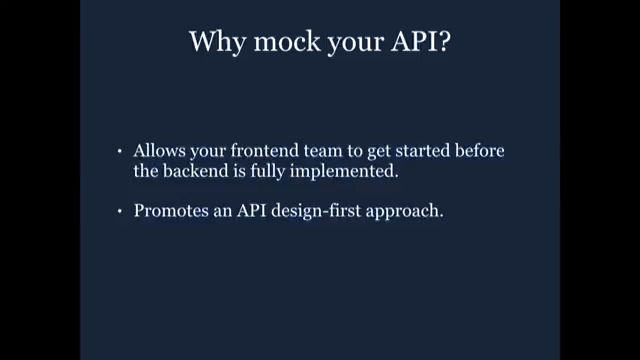 Why mock your API?
• Allows your frontend team to get started before
the backend is fully implemented.
• Promotes an API design-first approach.